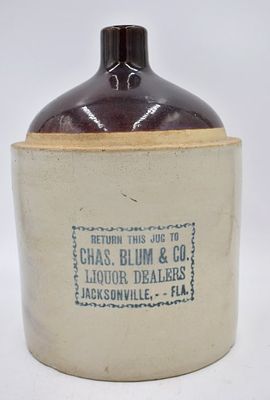 RETURN THIS JUG TO
CHAS. BLUM & CO.
LIQUOR DEALERS
JACKSONVILLE, - - FLA.